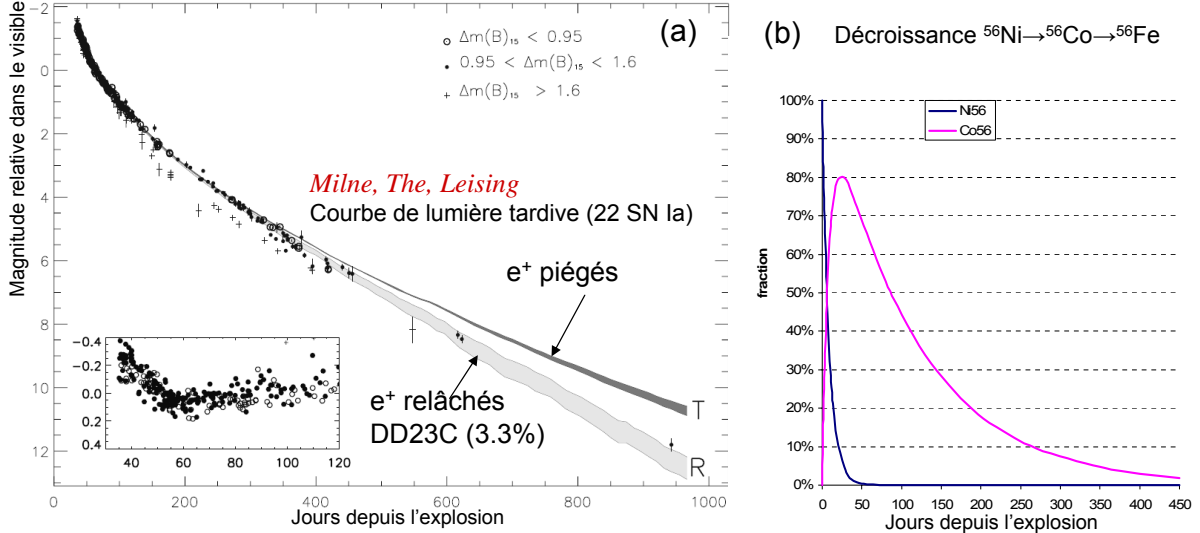 (a)
Δm(B)₁₅ < 0.95
0.95 < Δm(B)₁₅ < 1.6
Δm(B)₁₅ > 1.6
Magnitude relative dans le visible
−2
0
2
4
6
8
10
12
Milne, The, Leising
Courbe de lumière tardive (22 SN Ia)
e⁺ piégés
e⁺ relâchés
DD23C (3.3%)
T
R
−0.4
−0.2
0.0
0.2
0.4
40
60
80
100
120
0
200
400
600
800
1000
Jours depuis l'explosion
(b)
Décroissance ⁵⁶Ni→⁵⁶Co→⁵⁶Fe
Ni56
Co56
fraction
100%
90%
80%
70%
60%
50%
40%
30%
20%
10%
0%
0
50
100
150
200
250
300
350
400
450
Jours depuis l'explosion